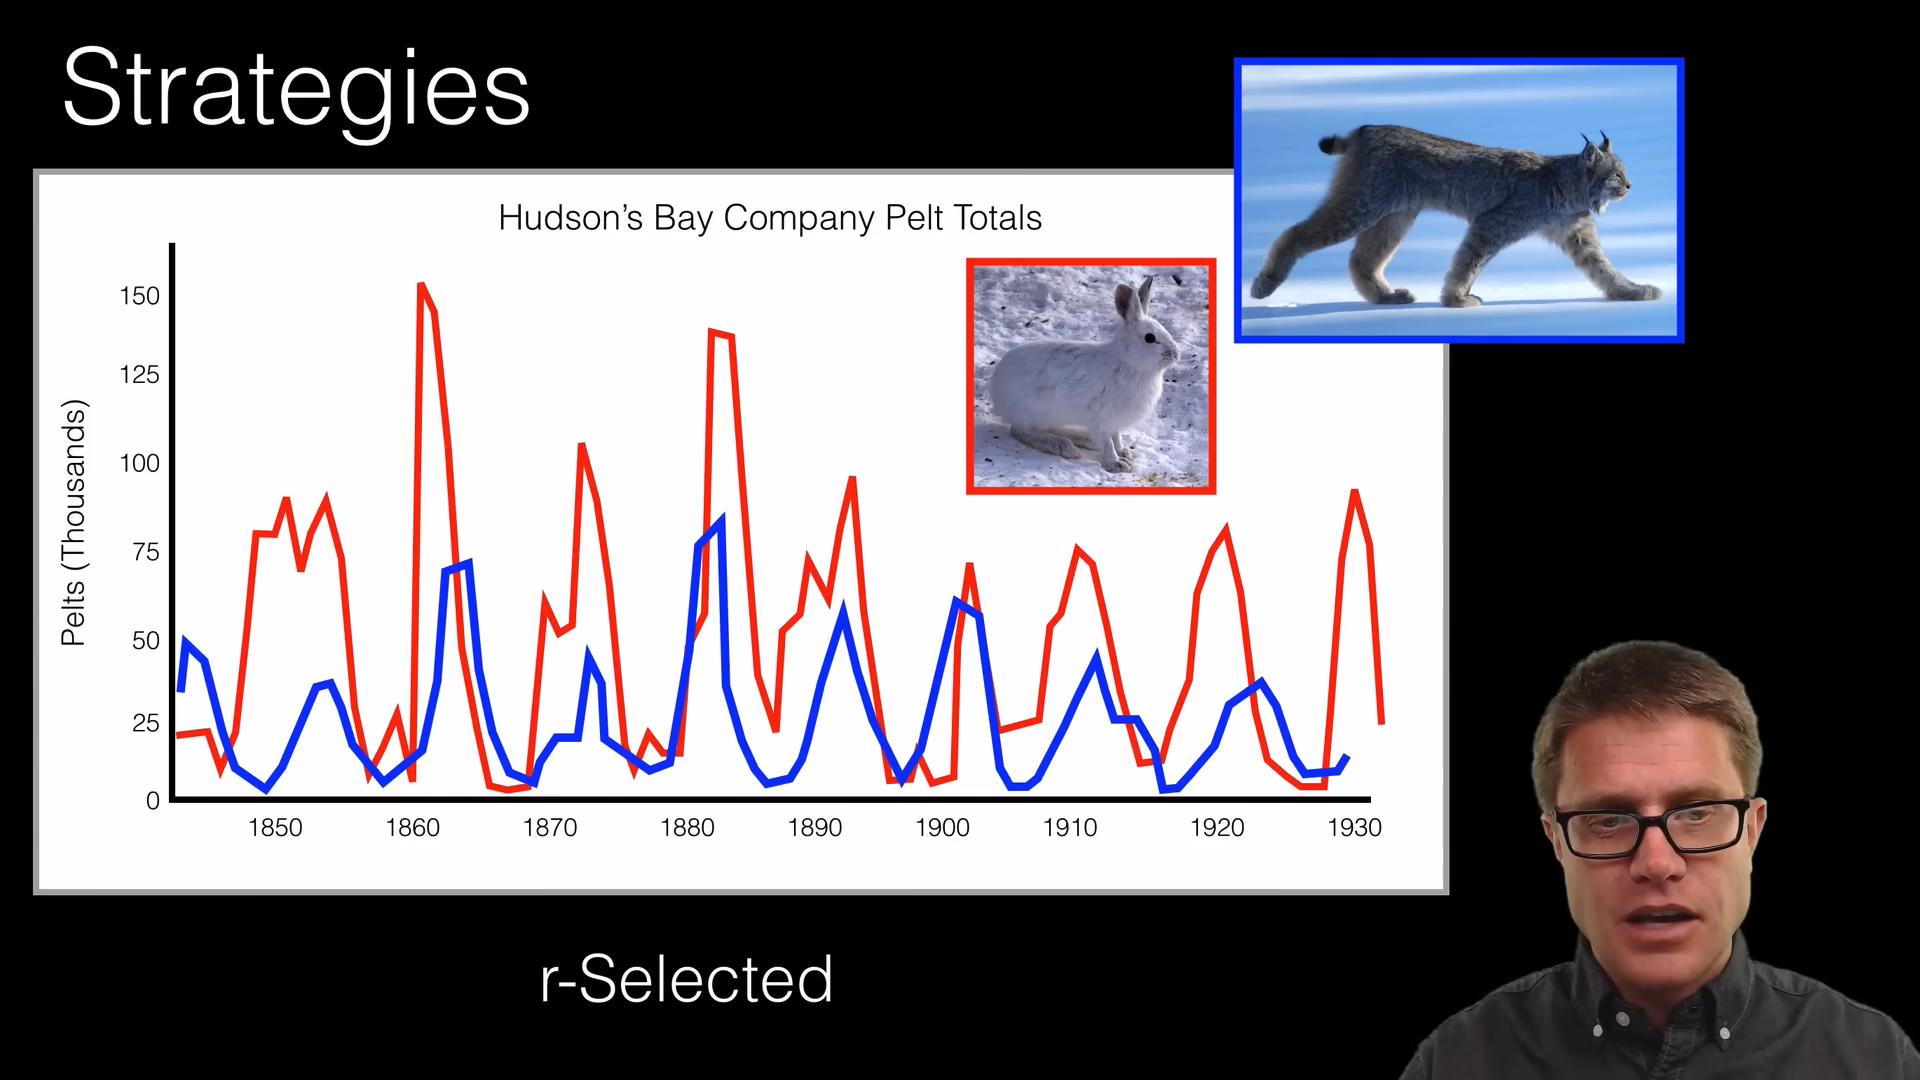 Strategies
Hudson's Bay Company Pelt Totals
Pelts (Thousands)
150
125
100
75
50
25
0
1850 1860 1870 1880 1890 1900 1910 1920 1930
r-Selected